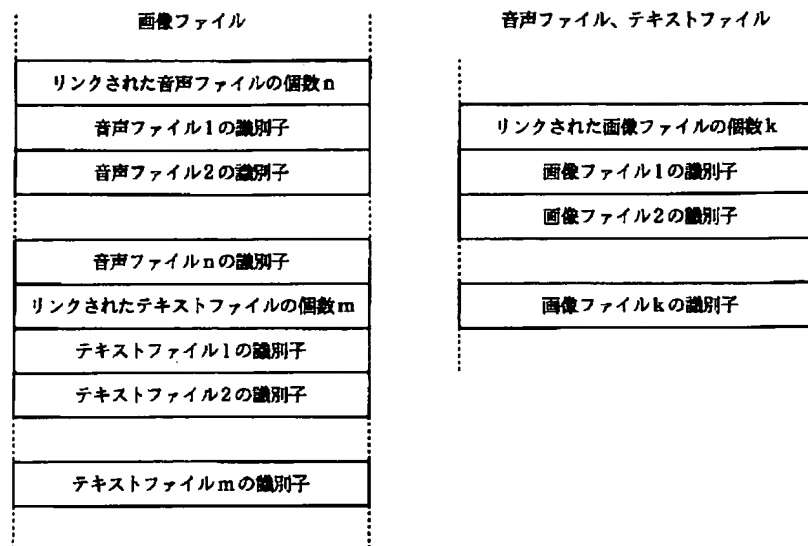 画像ファイル
リンクされた音声ファイルの個数n
音声ファイル1の識別子
音声ファイル2の識別子
音声ファイルnの識別子
リンクされたテキストファイルの個数m
テキストファイル1の識別子
テキストファイル2の識別子
テキストファイルmの識別子
音声ファイル、テキストファイル
リンクされた画像ファイルの個数k
画像ファイル1の識別子
画像ファイル2の識別子
画像ファイルkの識別子